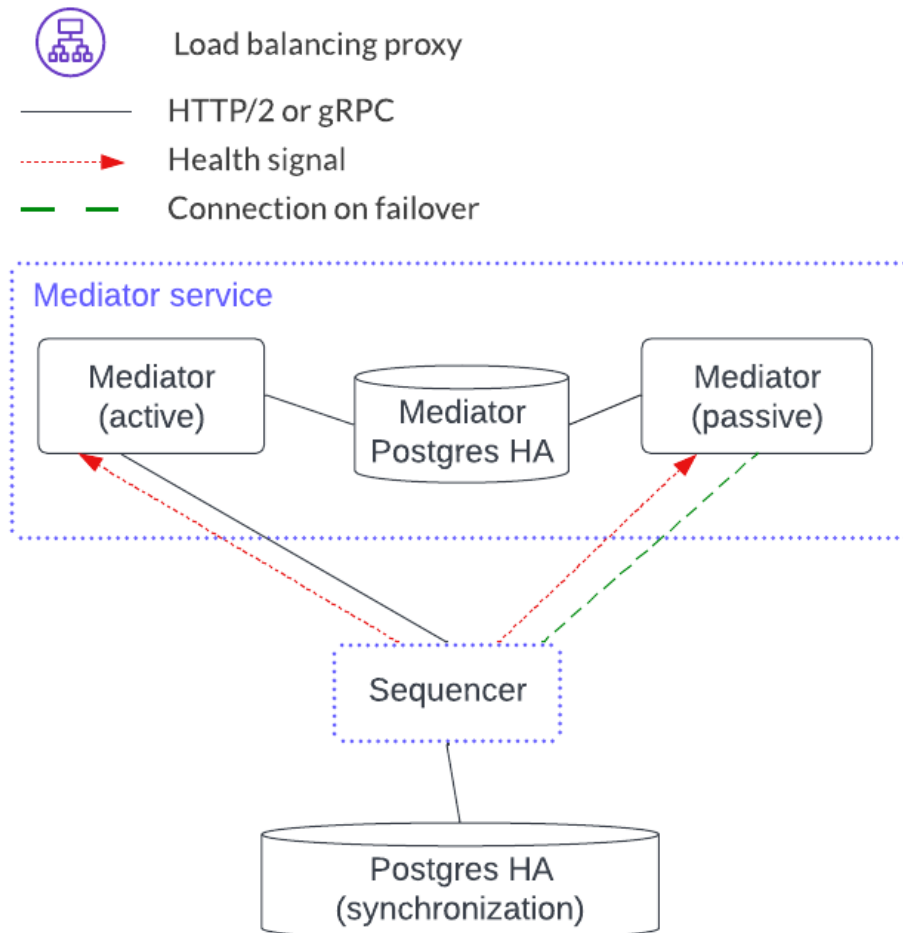 Load balancing proxy
HTTP/2 or gRPC
Health signal
Connection on failover
Mediator service
Mediator
(active)
Mediator
Postgres HA
Mediator
(passive)
Sequencer
Postgres HA
(synchronization)